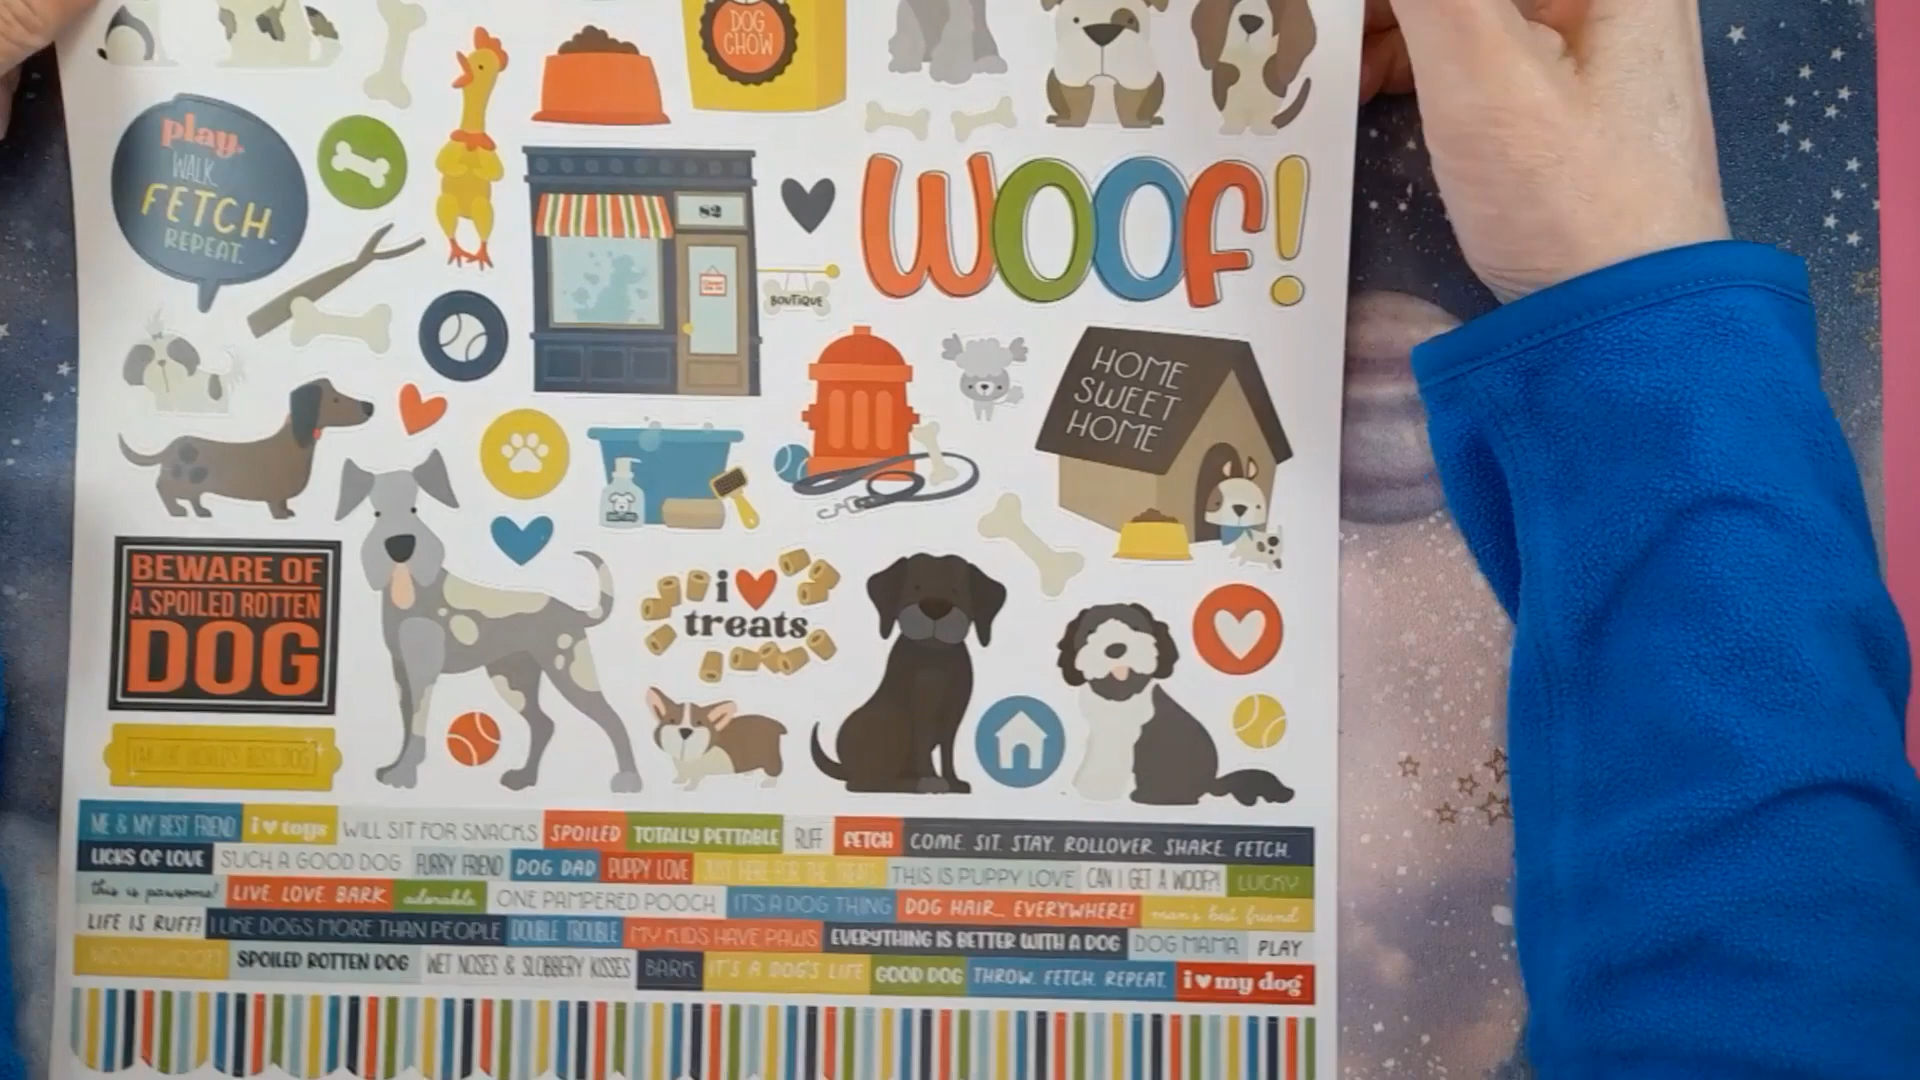 DOG
CHOW
play.
WALK.
FETCH.
REPEAT.
82
BOUTIQUE
WOOF!
HOME
SWEET
HOME
BEWARE OF
A SPOILED ROTTEN
DOG
i ♥
treats
I'M THE WORLD'S BEST DOG
ME & MY BEST FRIEND i ♥ toys WILL SIT FOR SNACKS SPOILED TOTALLY PETTABLE RUFF FETCH COME. SIT. STAY. ROLLOVER. SHAKE. FETCH.
LICKS OF LOVE SUCH A GOOD DOG FURRY FRIEND DOG DAD PUPPY LOVE JUST HERE FOR THE TREATS THIS IS PUPPY LOVE CAN I GET A WOOF?! LUCKY
this is pawsome! LIVE. LOVE. BARK. adorable ONE PAMPERED POOCH IT'S A DOG THING DOG HAIR... EVERYWHERE! man's best friend
LIFE IS RUFF! I LIKE DOGS MORE THAN PEOPLE DOUBLE TROUBLE MY KIDS HAVE PAWS EVERYTHING IS BETTER WITH A DOG DOG MAMA PLAY
SPOILED ROTTEN DOG WET NOSES & SLOBBERY KISSES BARK IT'S A DOG'S LIFE GOOD DOG THROW. FETCH. REPEAT. i ♥ my dog